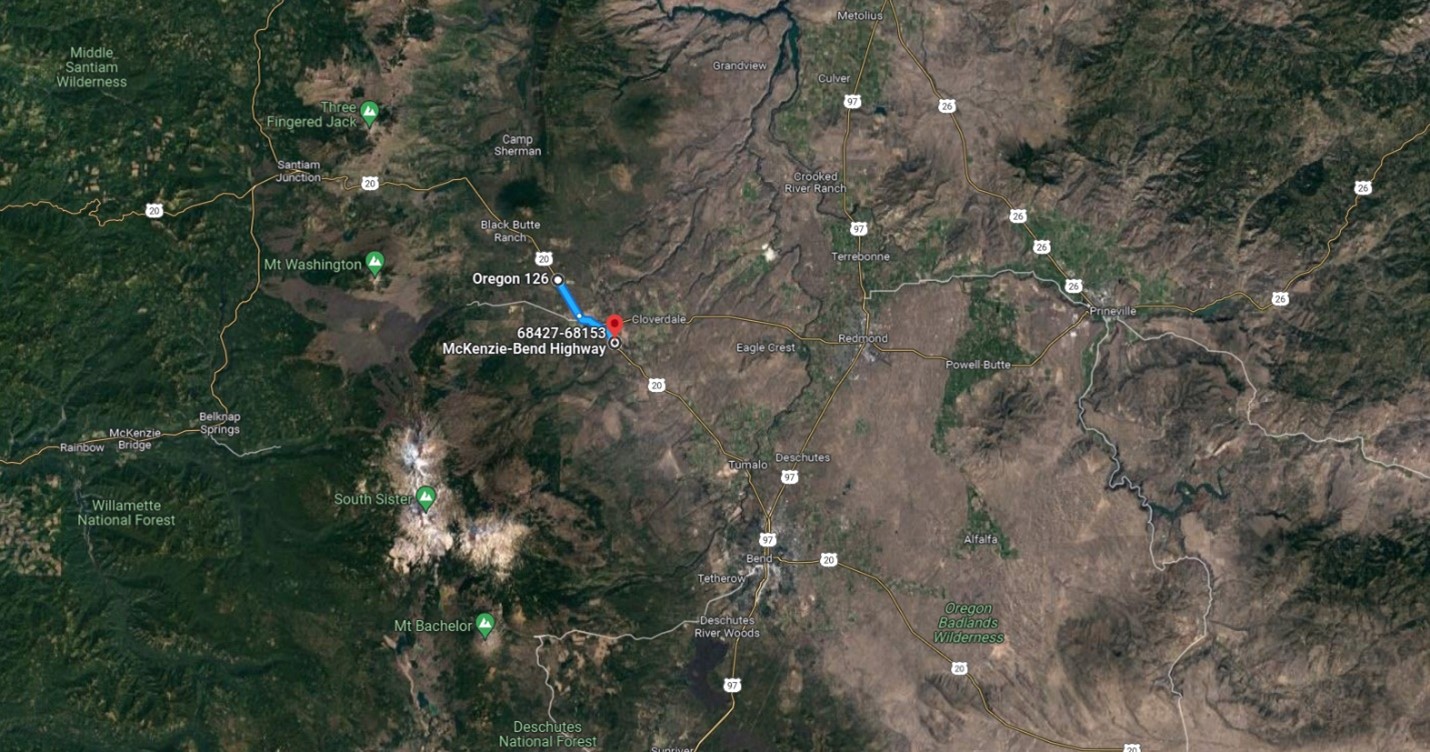 Metolius
Middle
Santiam
Wilderness
Grandview
Culver
97
26
Three
Fingered Jack
Camp
Sherman
Santiam
Junction
20
20
Crooked
River Ranch
26
26
Black Butte
Ranch
97
26
Terrebonne
20
Mt Washington
Oregon 126
26
26
Prineville
Cloverdale
68427-68153
McKenzie-Bend Highway
Eagle Crest
Redmond
Powell Butte
20
Belknap
Springs
McKenzie
Bridge
Rainbow
Tumalo
Deschutes
97
South Sister
Willamette
National Forest
97
Alfalfa
Bend
20
Tetherow
Oregon
Badlands
Wilderness
Mt Bachelor
Deschutes
River Woods
20
97
Deschutes
National Forest
Sunriver
20